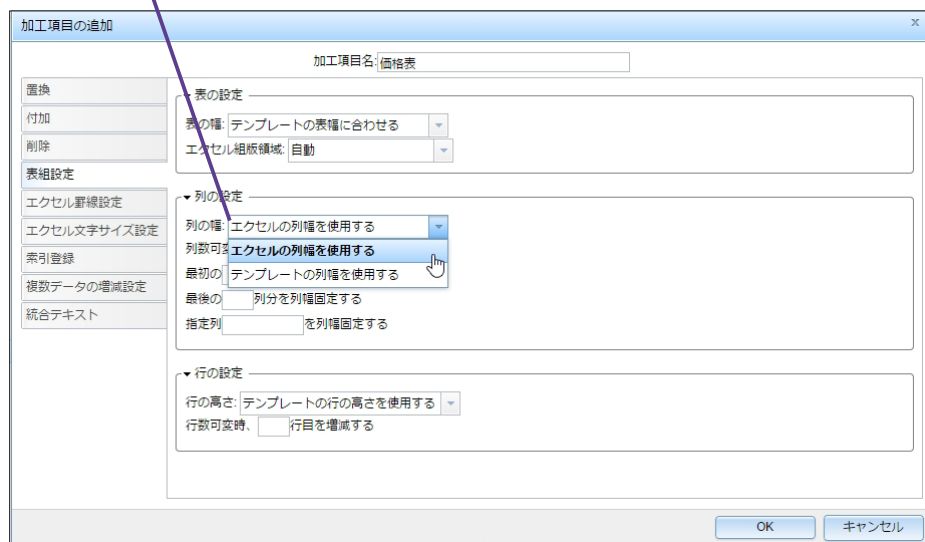 加工項目の追加
x
加工項目名:価格表
置換
付加
削除
表組設定
エクセル罫線設定
エクセル文字サイズ設定
索引登録
複数データの増減設定
統合テキスト
表の設定
表の幅: テンプレートの表幅に合わせる
エクセル組版領域: 自動
列の設定
列の幅: エクセルの列幅を使用する
列数可変
エクセルの列幅を使用する
最初の
テンプレートの列幅を使用する
最後の 列分を列幅固定する
指定列 を列幅固定する
行の設定
行の高さ: テンプレートの行の高さを使用する
行数可変時、 行目を増減する
OK
キャンセル